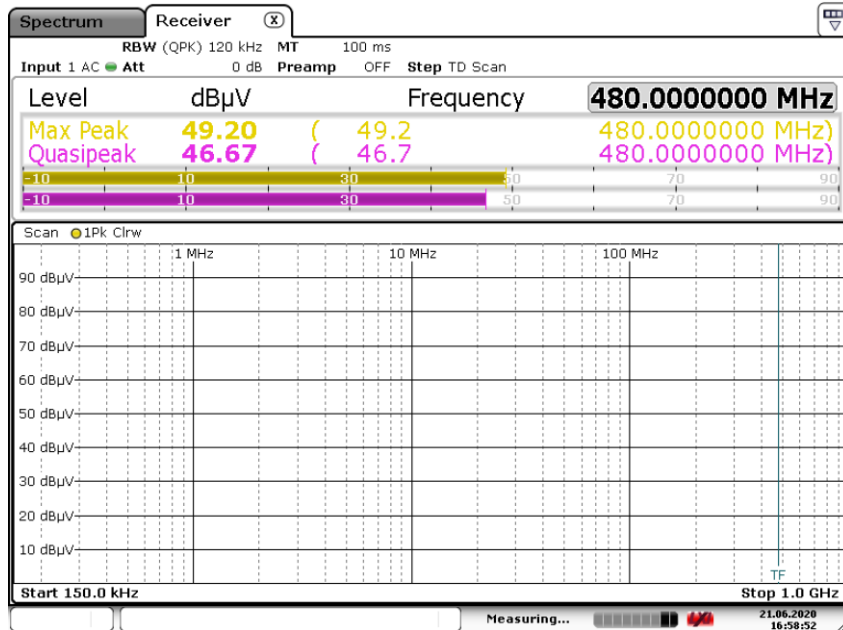 Spectrum Receiver X
RBW (QPK) 120 kHz MT 100 ms
Input 1 AC Att 0 dB Preamp OFF Step TD Scan
Level dBµV Frequency 480.0000000 MHz
Max Peak 49.20 ( 49.2 480.0000000 MHz)
Quasipeak 46.67 ( 46.7 480.0000000 MHz)
-10 10 30 50 70 90
-10 10 30 50 70 90
Scan 1Pk Clrw
1 MHz 10 MHz 100 MHz
90 dBµV
80 dBµV
70 dBµV
60 dBµV
50 dBµV
40 dBµV
30 dBµV
20 dBµV
10 dBµV
TF
Start 150.0 kHz Stop 1.0 GHz
Measuring... 21.06.2020
16:58:52